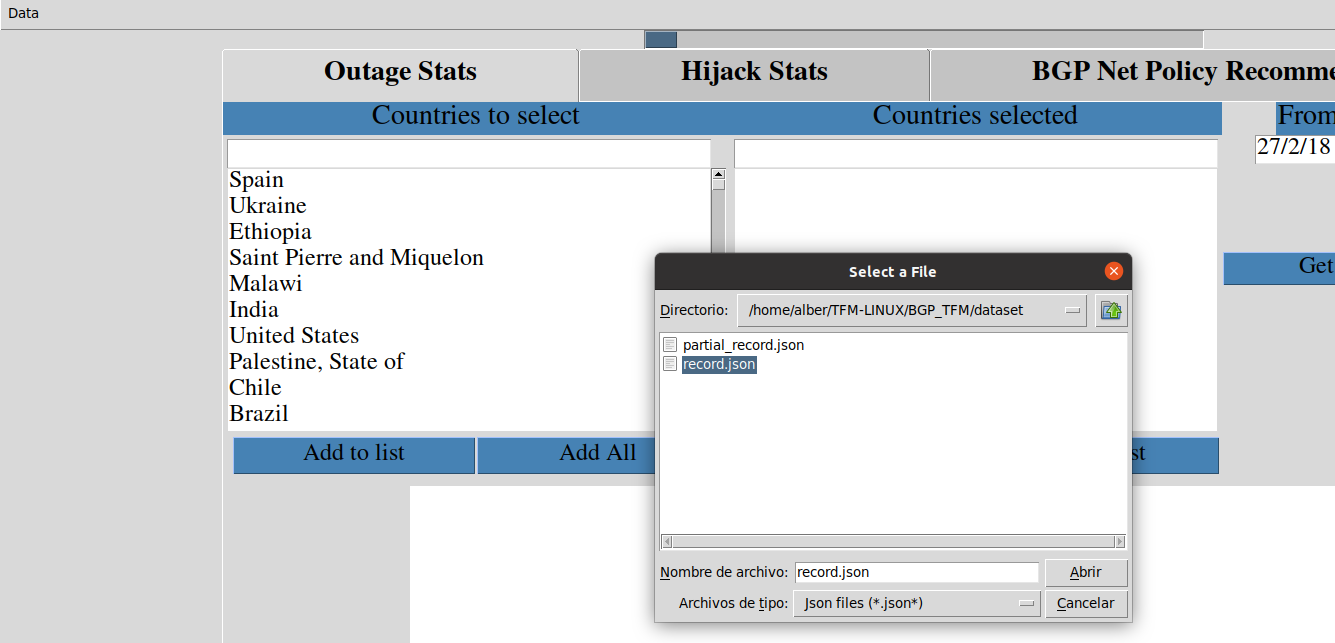 Data
Outage Stats
Hijack Stats
BGP Net Policy Recomme
Countries to select
Countries selected
From
27/2/18
Spain
Ukraine
Ethiopia
Saint Pierre and Miquelon
Malawi
India
United States
Palestine, State of
Chile
Brazil
Add to list
Add All
st
Get
Select a File
Directorio: /home/alber/TFM-LINUX/BGP_TFM/dataset
partial_record.json
record.json
Nombre de archivo: record.json
Abrir
Archivos de tipo: Json files (*.json*)
Cancelar